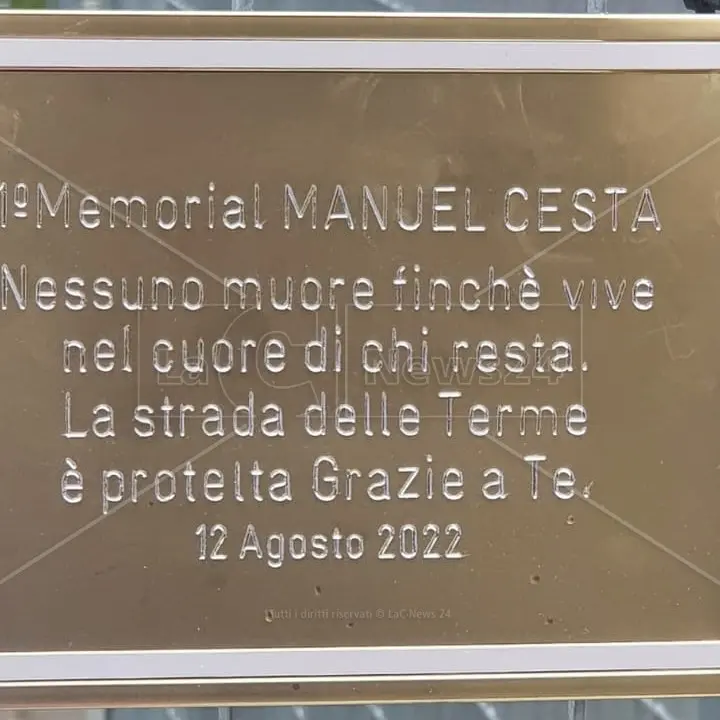 1º Memorial MANUEL CESTA
Nessuno muore finchè vive
nel cuore di chi resta.
La strada delle Terme
è protetta Grazie a Te.
12 Agosto 2022
LaC News24
Tutti i diritti riservati © LaC News 24